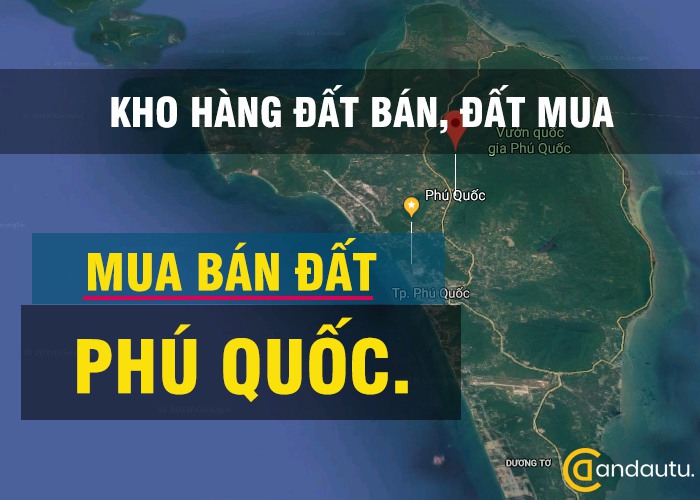 KHO HÀNG ĐẤT BÁN, ĐẤT MUA
Vườn quốc
gia Phú Quốc
Phú Quốc
MUA BÁN ĐẤT
Tp. Phú Quốc
PHÚ QUỐC.
DƯƠNG TƠ
Candautu.